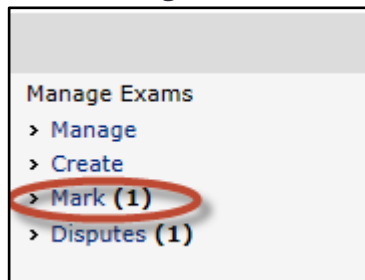 Manage Exams
> Manage
> Create
> Mark (1)
> Disputes (1)